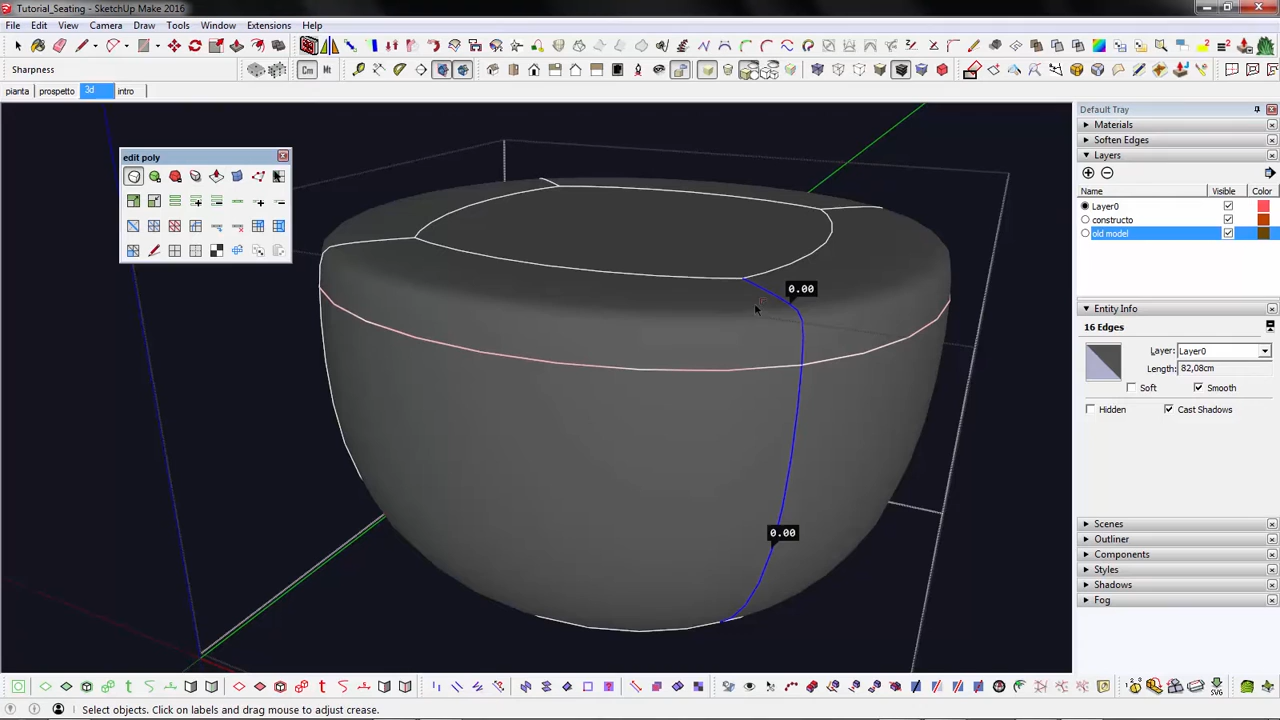 Tutorial_Seating - SketchUp Make 2016
File Edit View Camera Draw Tools Window Extensions Help
Sharpness
Cm Mt
pianta prospetto 3d intro
edit poly
0.00
0.00
Default Tray
Materials
Soften Edges
Layers
Name Visible Color
Layer0
constructo
old model
Entity Info
16 Edges
Layer: Layer0
Length: 82,08cm
Soft Smooth
Hidden Cast Shadows
Scenes
Outliner
Components
Styles
Shadows
Fog
SVG
Select objects. Click on labels and drag mouse to adjust crease.